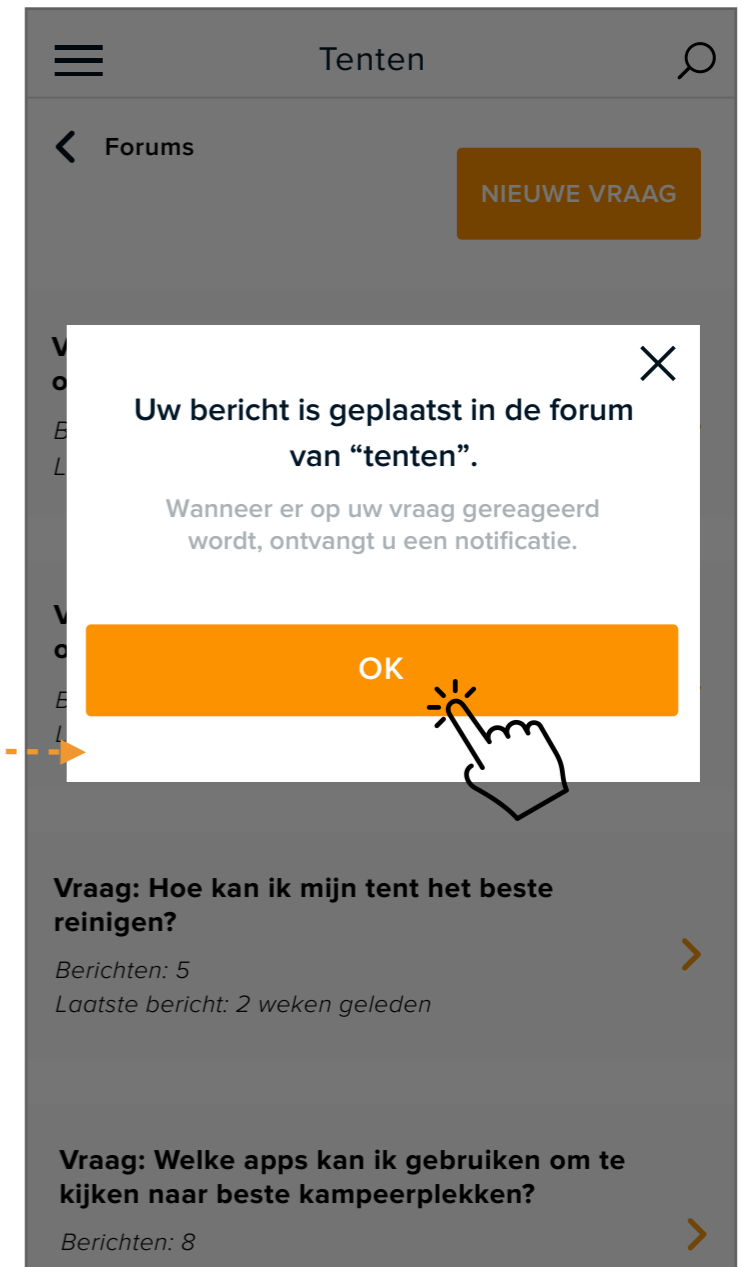 Tenten
Forums
NIEUWE VRAAG
Uw bericht is geplaatst in de forum
van “tenten”.
Wanneer er op uw vraag gereageerd
wordt, ontvangt u een notificatie.
OK
Vraag: Hoe kan ik mijn tent het beste
reinigen?
Berichten: 5
Laatste bericht: 2 weken geleden
Vraag: Welke apps kan ik gebruiken om te
kijken naar beste kampeerplekken?
Berichten: 8